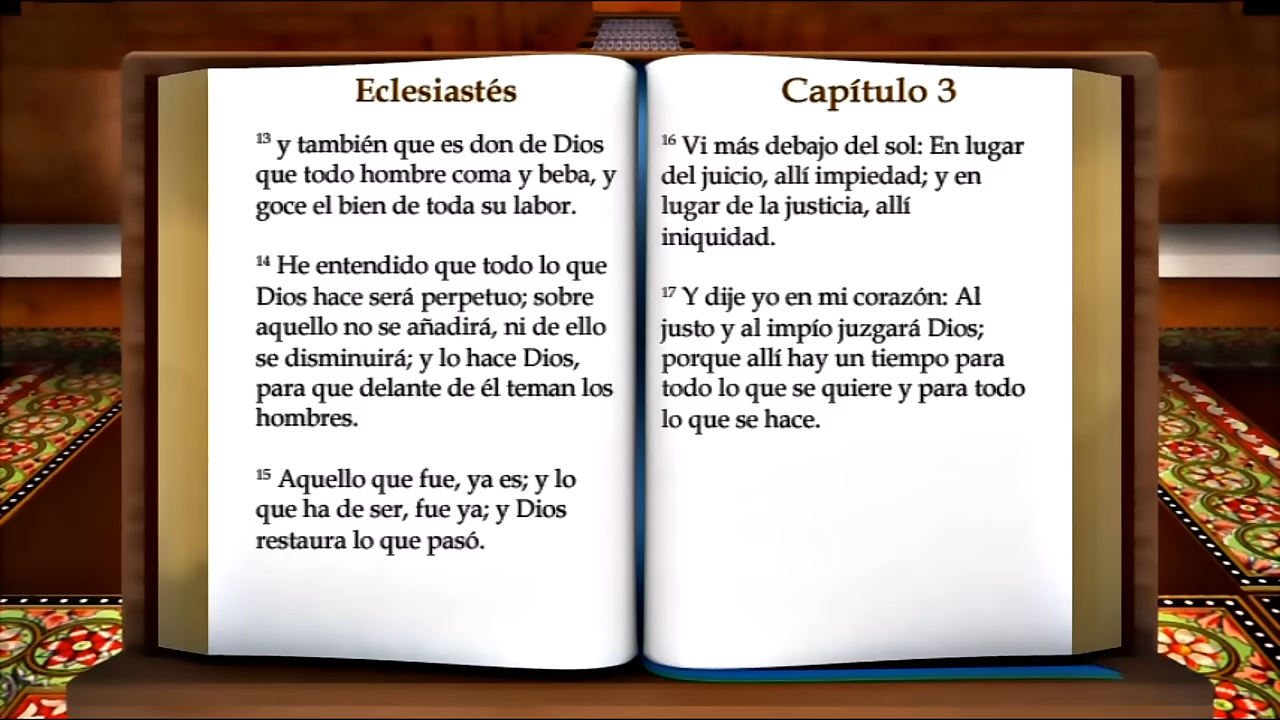 Eclesiastés
13 y también que es don de Dios
que todo hombre coma y beba, y
goce el bien de toda su labor.
14 He entendido que todo lo que
Dios hace será perpetuo; sobre
aquello no se añadirá, ni de ello
se disminuirá; y lo hace Dios,
para que delante de él teman los
hombres.
15 Aquello que fue, ya es; y lo
que ha de ser, fue ya; y Dios
restaura lo que pasó.
Capítulo 3
16 Vi más debajo del sol: En lugar
del juicio, allí impiedad; y en
lugar de la justicia, allí
iniquidad.
17 Y dije yo en mi corazón: Al
justo y al impío juzgará Dios;
porque allí hay un tiempo para
todo lo que se quiere y para todo
lo que se hace.